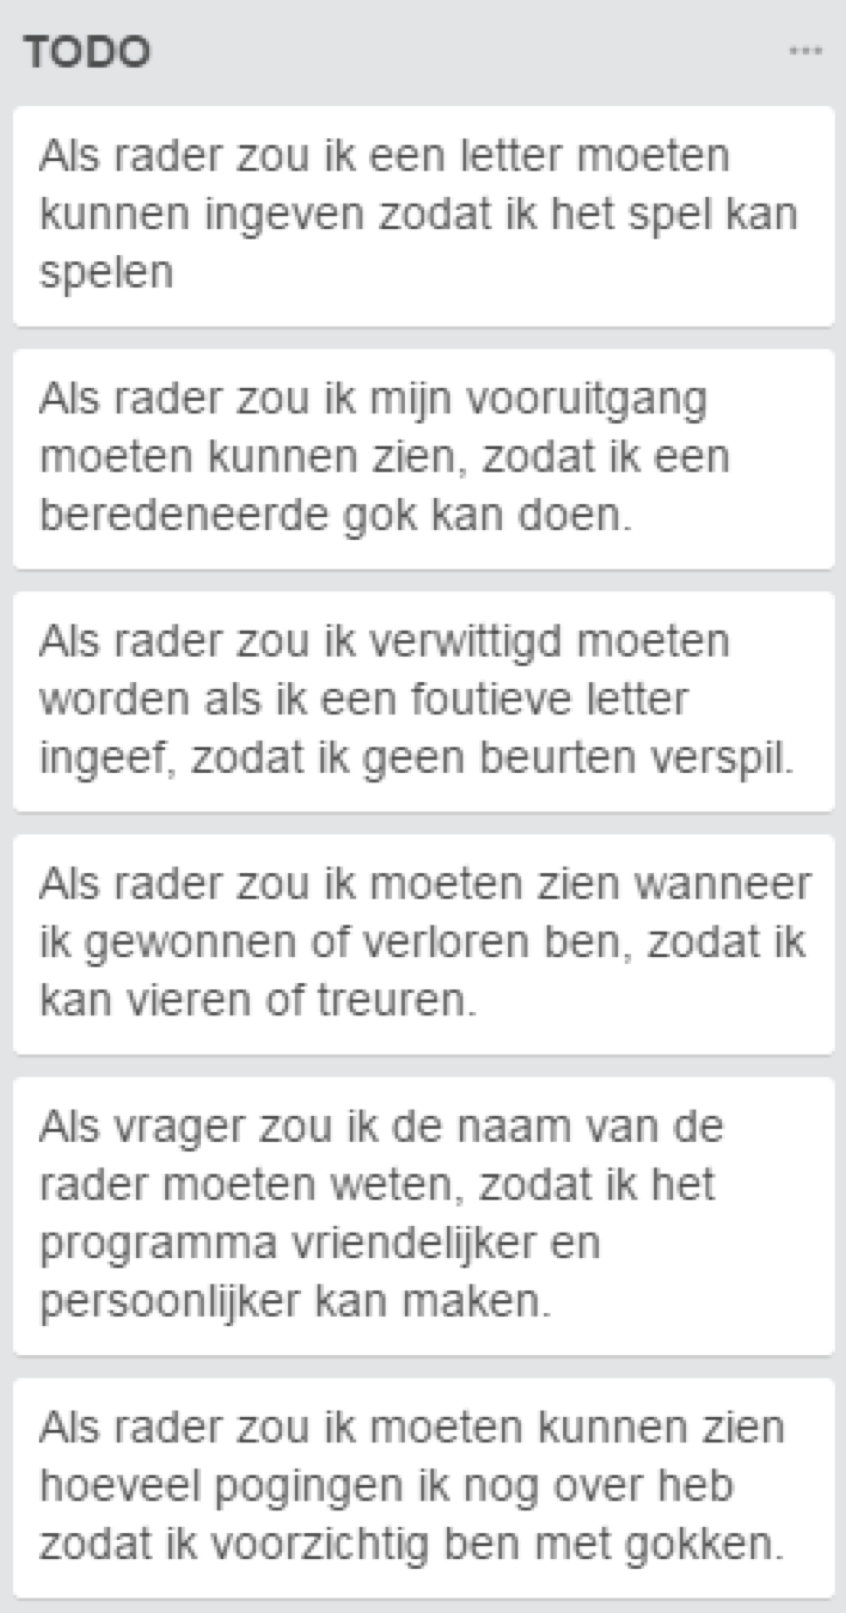 TODO
Als rader zou ik een letter moeten
kunnen ingeven zodat ik het spel kan
spelen
Als rader zou ik mijn vooruitgang
moeten kunnen zien, zodat ik een
beredeneerde gok kan doen.
Als rader zou ik verwittigd moeten
worden als ik een foutieve letter
ingeef, zodat ik geen beurten verspil.
Als rader zou ik moeten zien wanneer
ik gewonnen of verloren ben, zodat ik
kan vieren of treuren.
Als vrager zou ik de naam van de
rader moeten weten, zodat ik het
programma vriendelijker en
persoonlijker kan maken.
Als rader zou ik moeten kunnen zien
hoeveel pogingen ik nog over heb
zodat ik voorzichtig ben met gokken.